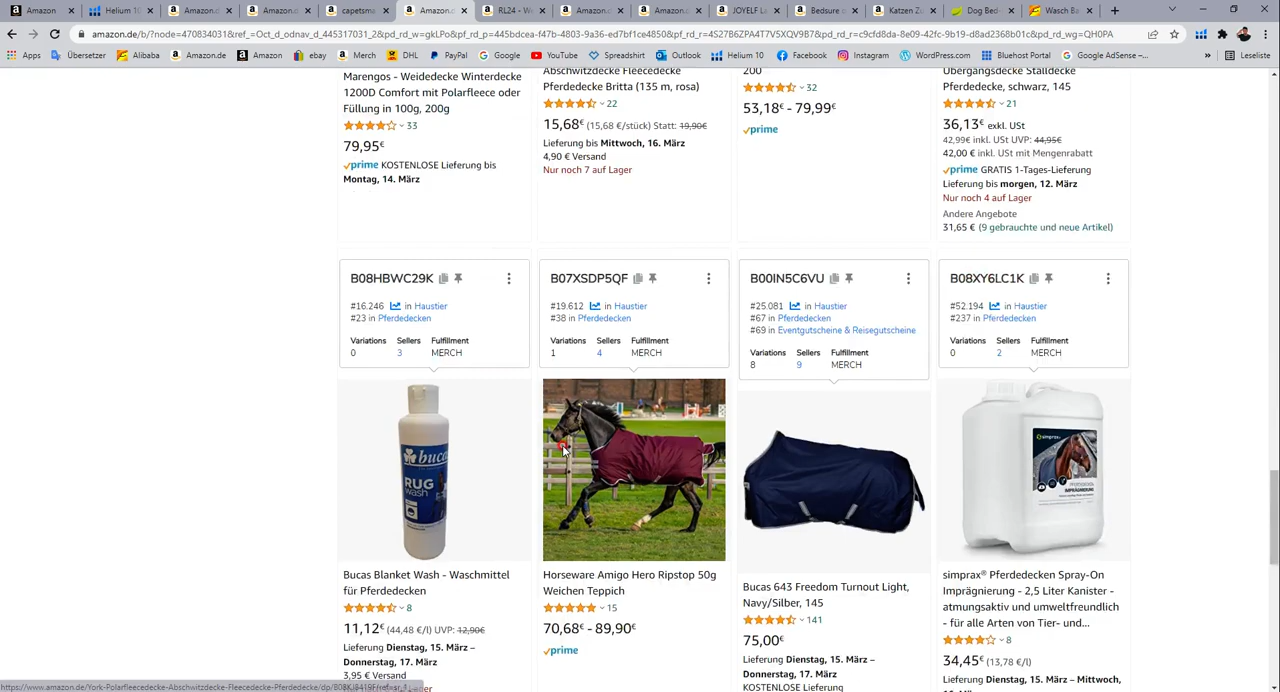 Amazon
Helium 10
Amazon.d
Amazon.d
capetsma
Amazon.d
RL24 - We
Amazon.d
Amazon.d
JOYELF La
Bedsure o
Katzen Zu
Dog Bed
Wasch Ba
amazon.de/b/?node=470834031&ref_=Oct_d_odnav_d_445317031_2&pd_rd_w=gkLPo&pf_rd_p=445bdcea-f47b-4803-9a36-ed7bf1ce4850&pf_rd_r=4S27B6ZPA4T7V5XQV9B7&pd_rd_r=c9cfd8da-8e09-42fc-9b19-d8ad2368b01c&pd_rd_wg=QH0PA
Apps
Übersetzer
Alibaba
Amazon.de
Amazon
ebay
Merch
DHL
PayPal
Google
YouTube
Spreadshirt
Outlook
Helium 10
Facebook
Instagram
WordPress.com
Bluehost Portal
Google AdSense –...
»
Leseliste
Marengos - Weidedecke Winterdecke
1200D Comfort mit Polarfleece oder
Füllung in 100g, 200g
33
79,95€
prime KOSTENLOSE Lieferung bis
Montag, 14. März
Abschwitzdecke Fleecedecke
Pferdedecke Britta (135 m, rosa)
22
15,68€ (15,68 €/stück) Statt: 19,90€
Lieferung bis Mittwoch, 16. März
4,90 € Versand
Nur noch 7 auf Lager
200
32
53,18€ - 79,99€
prime
Übergangsdecke Stalldecke
Pferdedecke, schwarz, 145
21
36,13€ exkl. USt
42,99€ inkl. USt UVP: 44,95€
42,00 € inkl. USt mit Mengenrabatt
prime GRATIS 1-Tages-Lieferung
Lieferung bis morgen, 12. März
Nur noch 4 auf Lager
Andere Angebote
31,65 € (9 gebrauchte und neue Artikel)
B08HBWC29K
#16.246 in Haustier
#23 in Pferdedecken
Variations Sellers Fulfillment
0 3 MERCH
B07XSDP5QF
#19.612 in Haustier
#38 in Pferdedecken
Variations Sellers Fulfillment
1 4 MERCH
B00IN5C6VU
#25.081 in Haustier
#67 in Pferdedecken
#69 in Eventgutscheine & Reisegutscheine
Variations Sellers Fulfillment
8 9 MERCH
B08XY6LC1K
#52.194 in Haustier
#237 in Pferdedecken
Variations Sellers Fulfillment
0 2 MERCH
bucas
RUG
wash
simprax
IMPRÄGNIERUNG
Bucas Blanket Wash - Waschmittel
für Pferdedecken
8
11,12€ (44,48 €/l) UVP: 12,90€
Lieferung Dienstag, 15. März –
Donnerstag, 17. März
3,95 € Versand
Horseware Amigo Hero Ripstop 50g
Weichen Teppich
15
70,68€ - 89,90€
prime
Bucas 643 Freedom Turnout Light,
Navy/Silber, 145
141
75,00€
Lieferung Dienstag, 15. März –
Donnerstag, 17. März
KOSTENLOSE Lieferung
simprax® Pferdedecken Spray-On
Imprägnierung - 2,5 Liter Kanister -
atmungsaktiv und umweltfreundlich
- für alle Arten von Tier- und...
8
34,45€ (13,78 €/l)
Lieferung Dienstag, 15. März – Mittwoch,